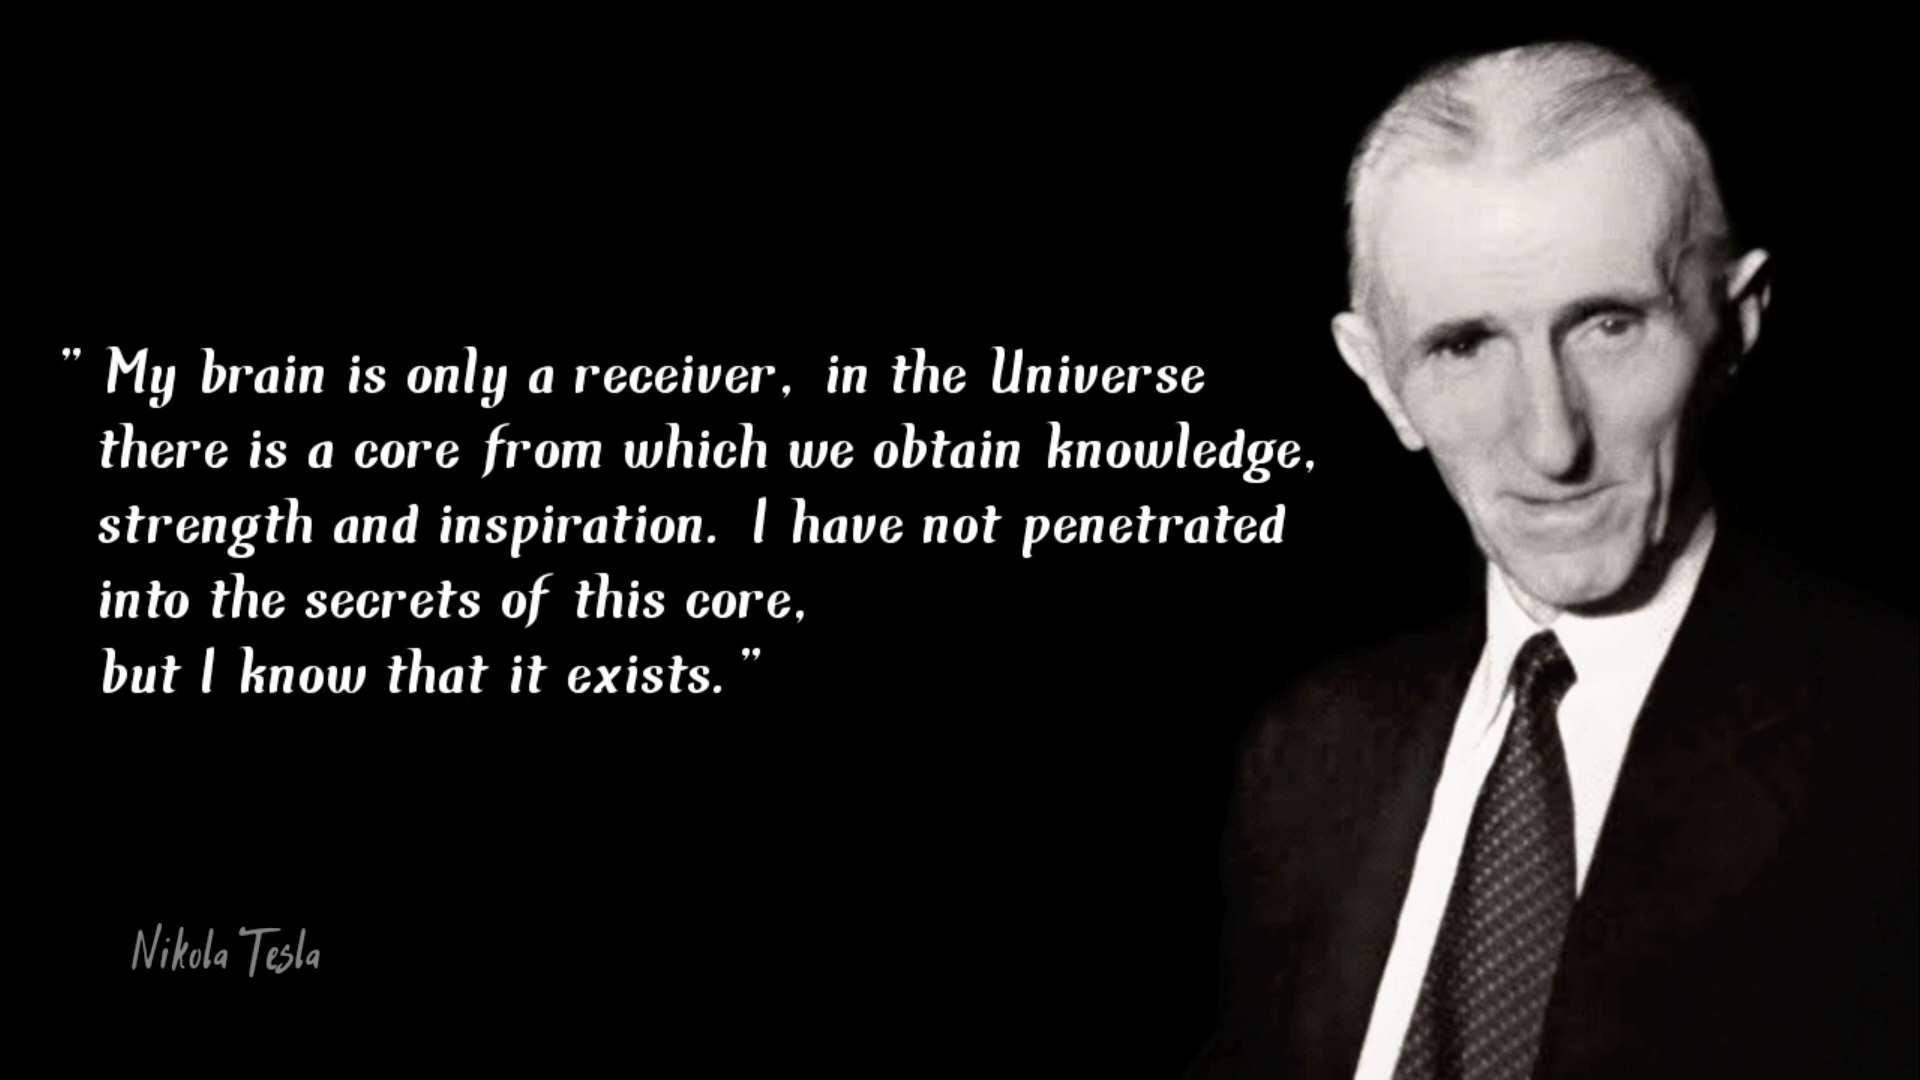 ” My brain is only a receiver, in the Universe
there is a core from which we obtain knowledge,
strength and inspiration. I have not penetrated
into the secrets of this core,
but I know that it exists. ”
Nikola Tesla